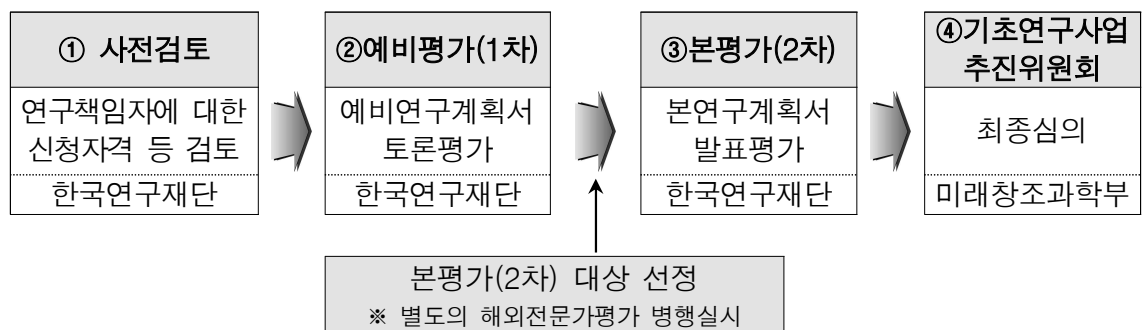 ① 사전검토
연구책임자에 대한
신청자격 등 검토
한국연구재단
②예비평가(1차)
예비연구계획서
토론평가
한국연구재단
③본평가(2차)
본연구계획서
발표평가
한국연구재단
④기초연구사업
추진위원회
최종심의
미래창조과학부
본평가(2차) 대상 선정
※ 별도의 해외전문가평가 병행실시